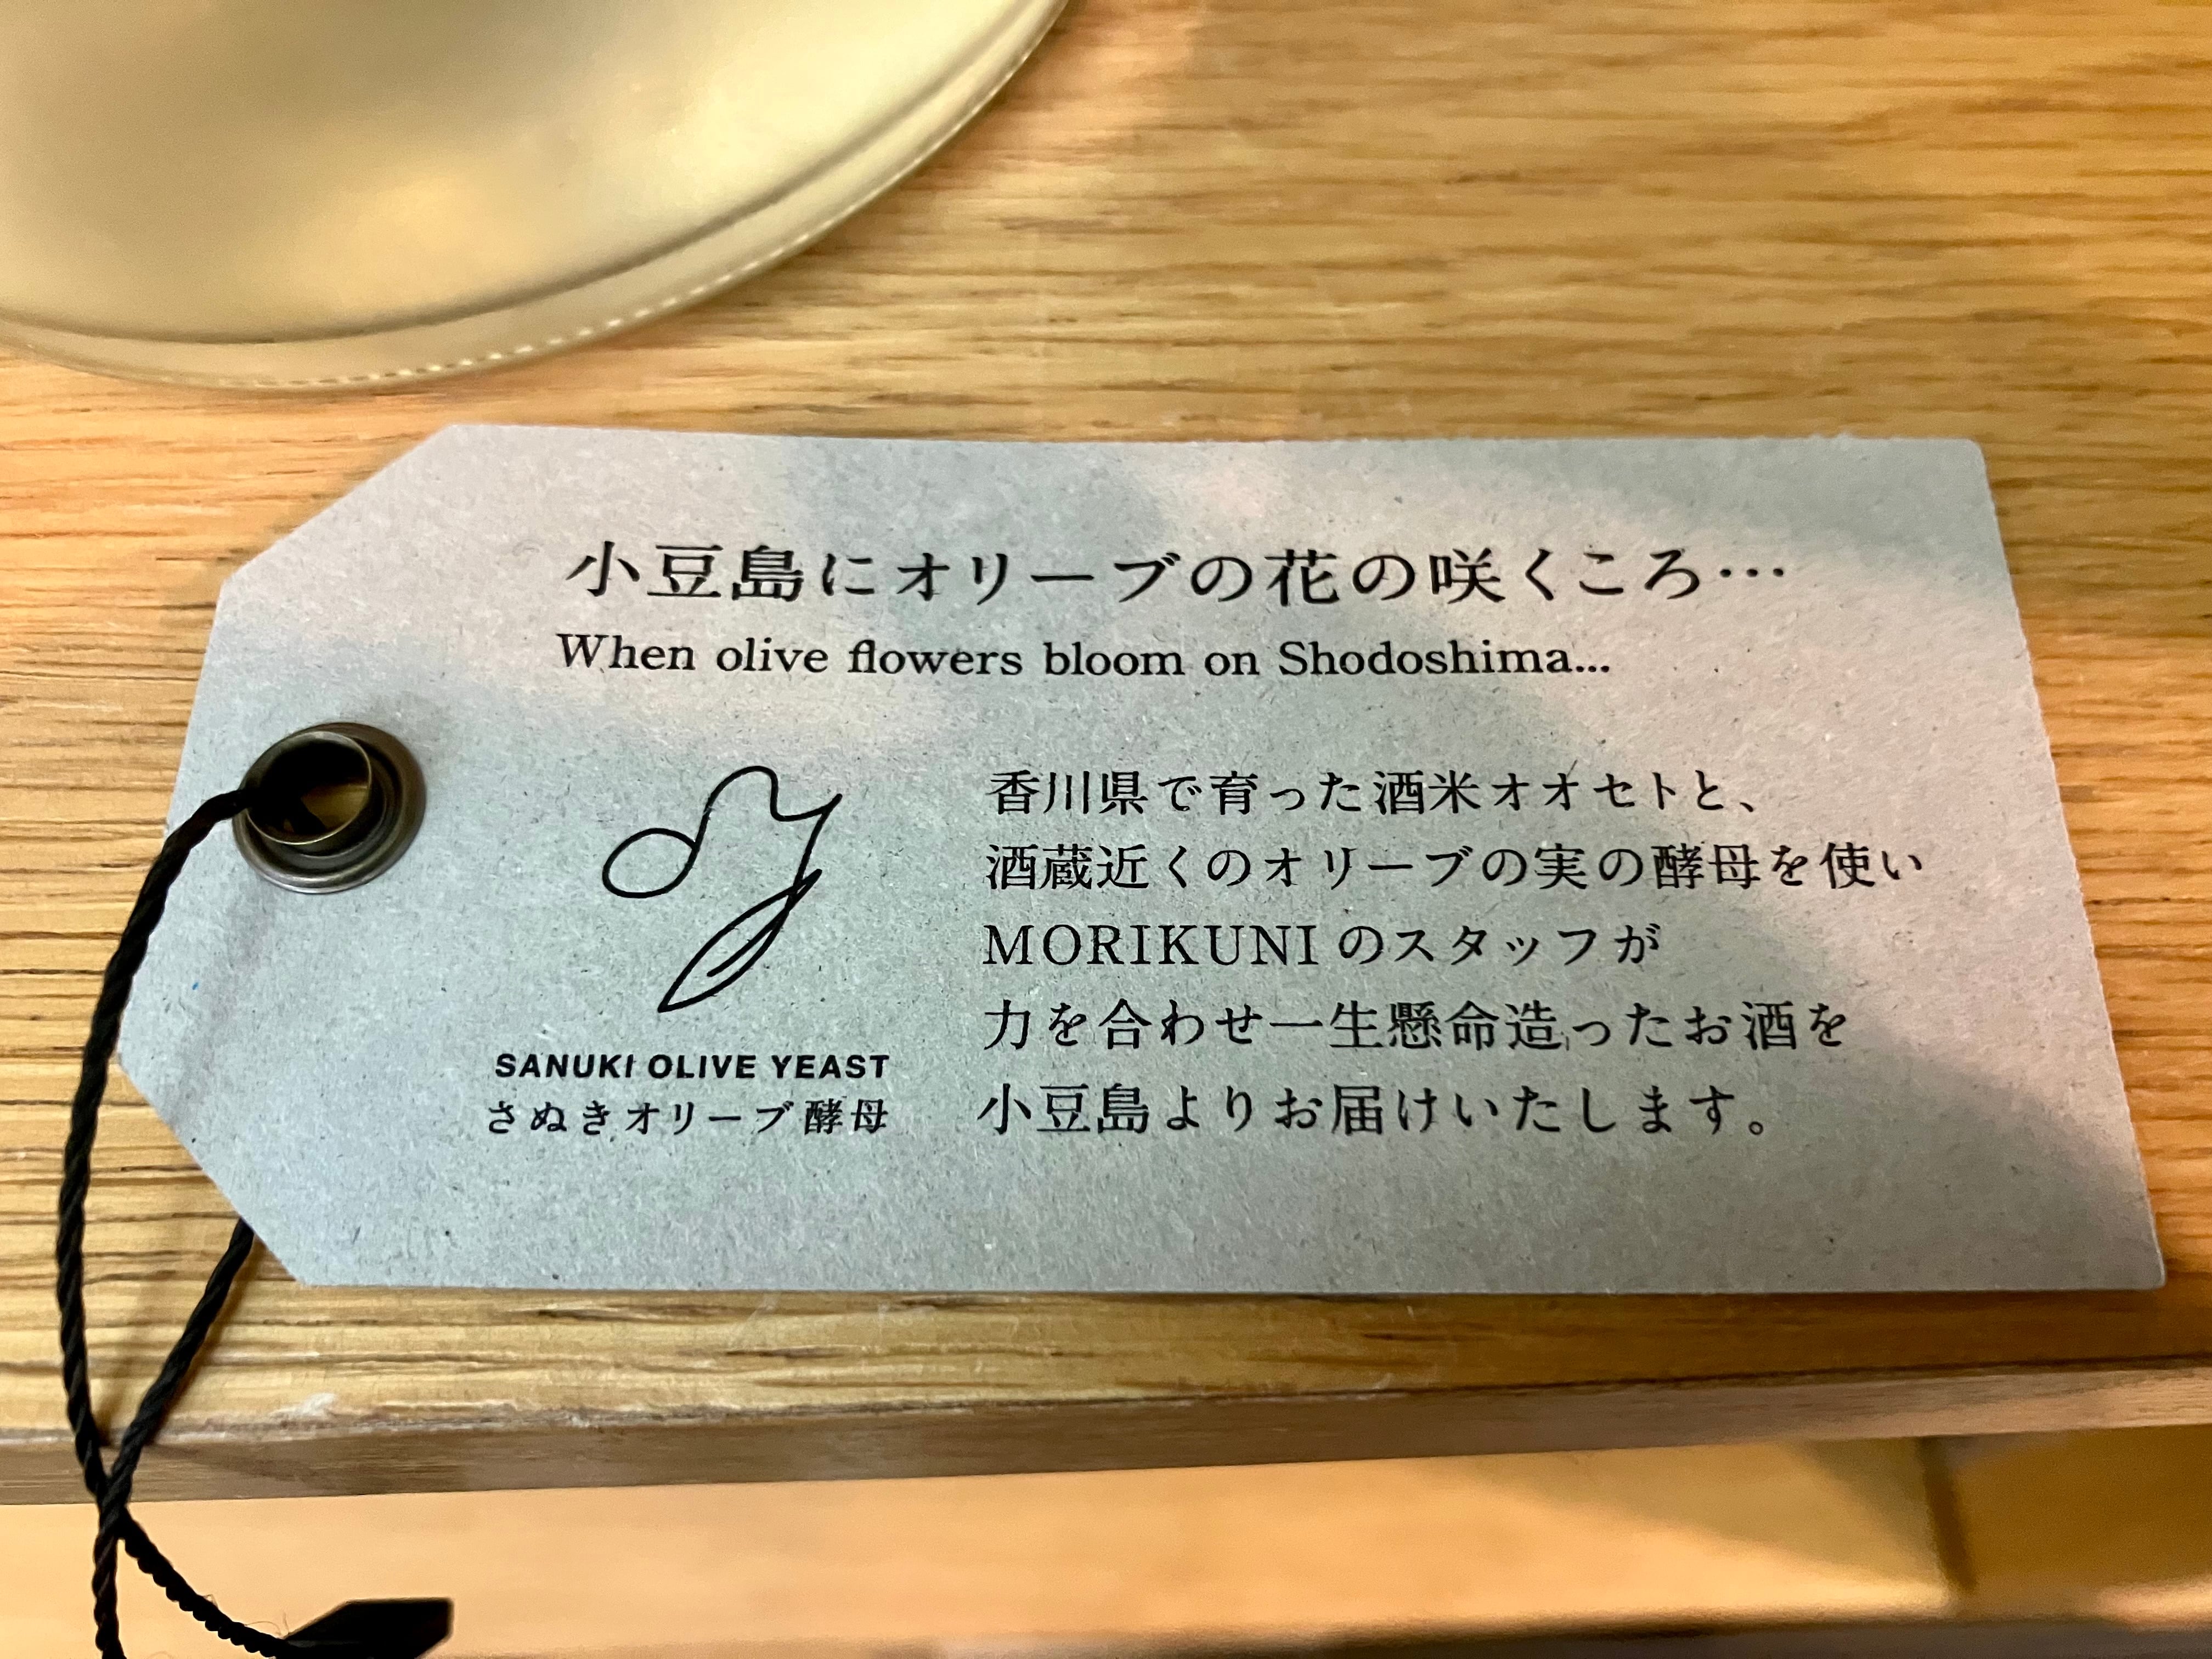 小豆島にオリーブの花の咲くころ…
When olive flowers bloom on Shodoshima...
SANUKI OLIVE YEAST
さぬきオリーブ酵母
香川県で育った酒米オオセトと、
酒蔵近くのオリーブの実の酵母を使い
MORIKUNIのスタッフが
力を合わせ一生懸命造ったお酒を
小豆島よりお届けいたします。